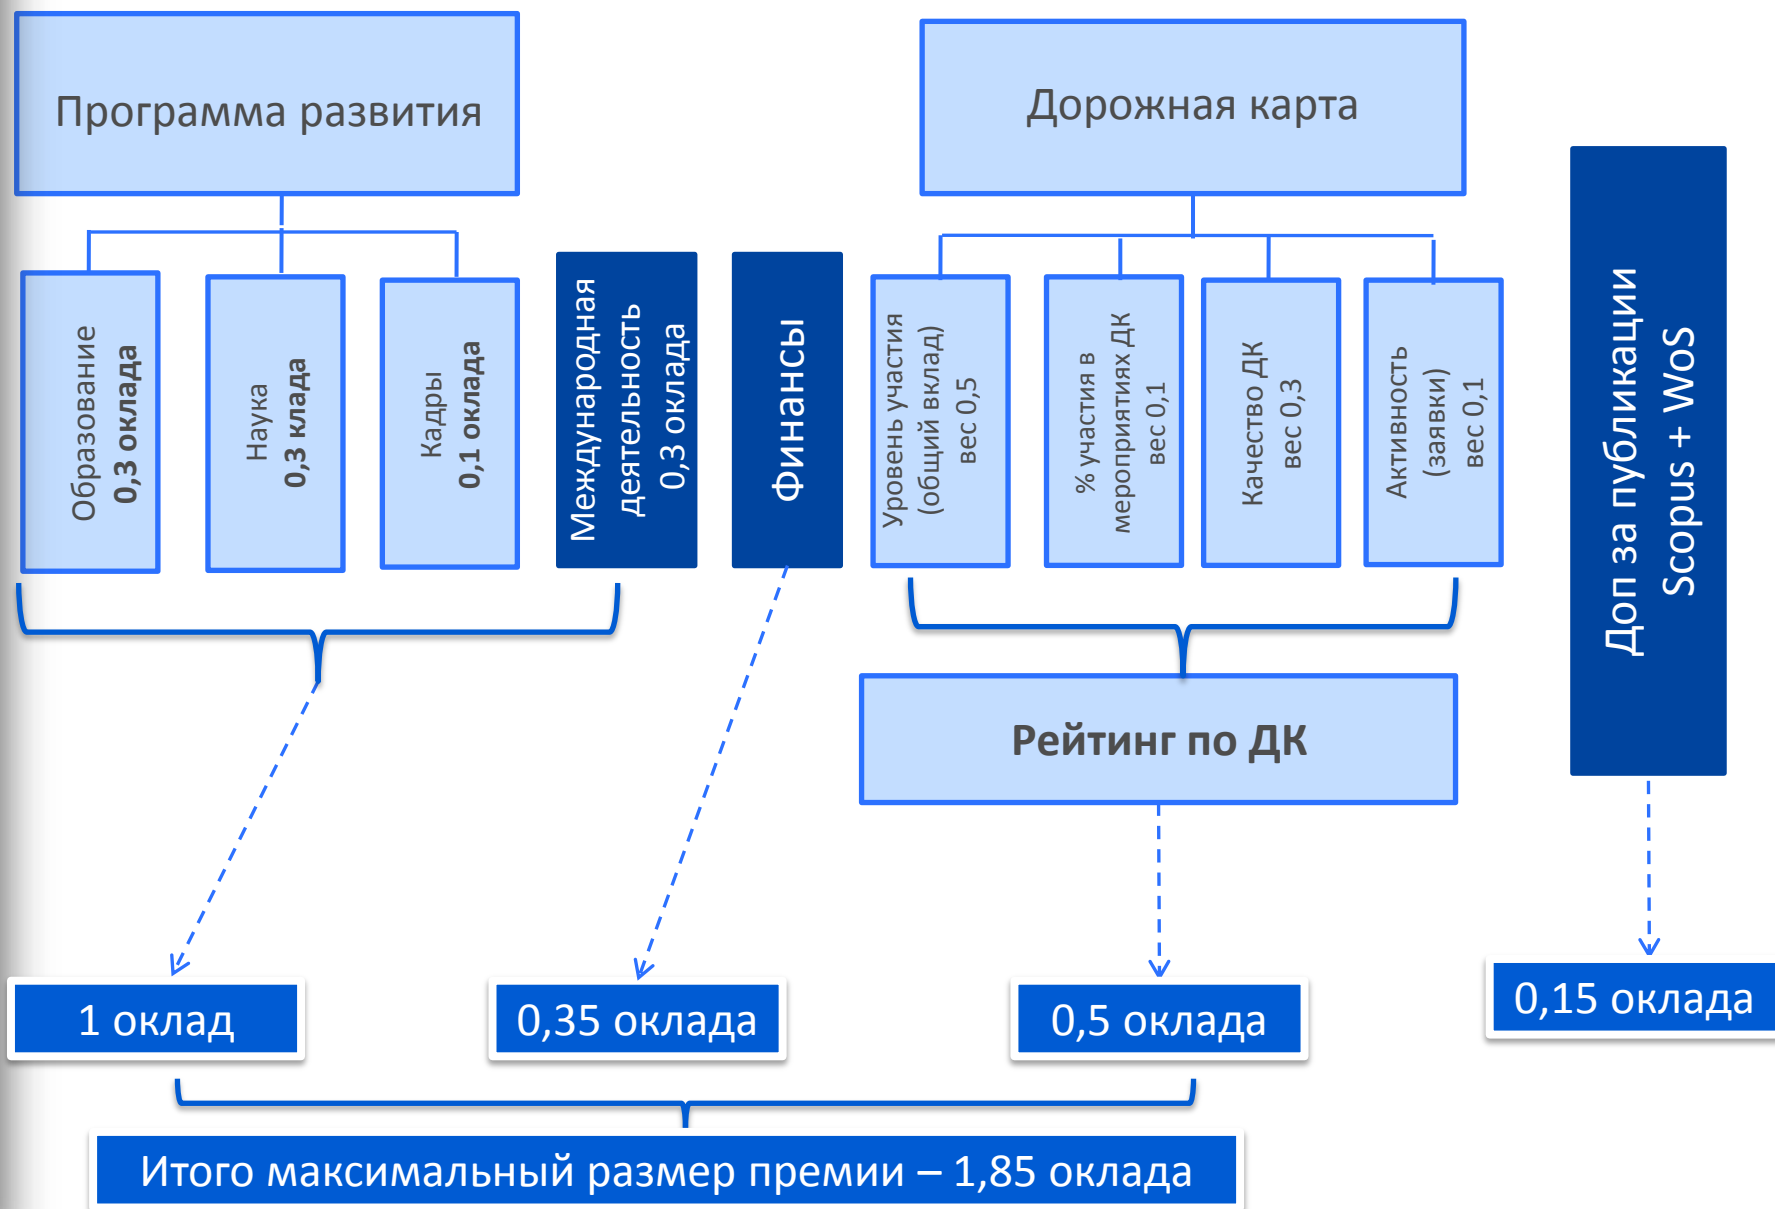 Программа развития
Дорожная карта
Образование
0,3 оклада
Наука
0,3 клада
Кадры
0,1 оклада
Международная
деятельность
0,3 оклада
Финансы
Уровень участия
(общий вклад)
вес 0,5
% участия в
мероприятиях ДК
вес 0,1
Качество ДК
вес 0,3
Активность
(заявки)
вес 0,1
Доп за публикации
Scopus + WoS
Рейтинг по ДК
1 оклад
0,35 оклада
0,5 оклада
0,15 оклада
Итого максимальный размер премии – 1,85 оклада